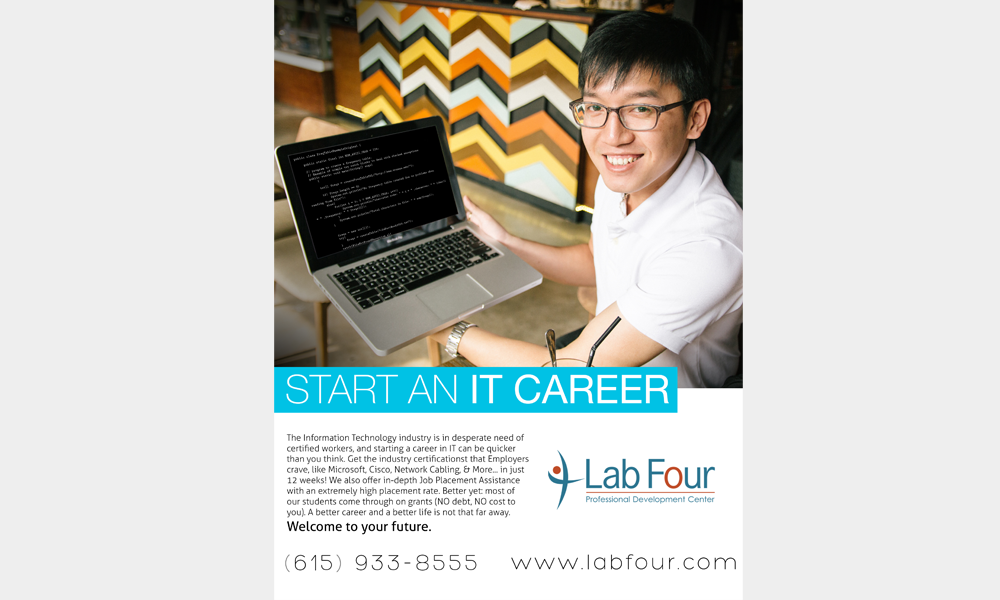 START AN IT CAREER
The Information Technology industry is in desperate need of
certified workers, and starting a career in IT can be quicker
than you think. Get the industry certificationst that Employers
crave, like Microsoft, Cisco, Network Cabling, & More... in just
12 weeks! We also offer in-depth Job Placement Assistance
with an extremely high placement rate. Better yet: most of
our students come through on grants (NO debt, NO cost to
you). A better career and a better life is not that far away.
Welcome to your future.
Lab Four
Professional Development Center
(615) 933-8555
www.labfour.com